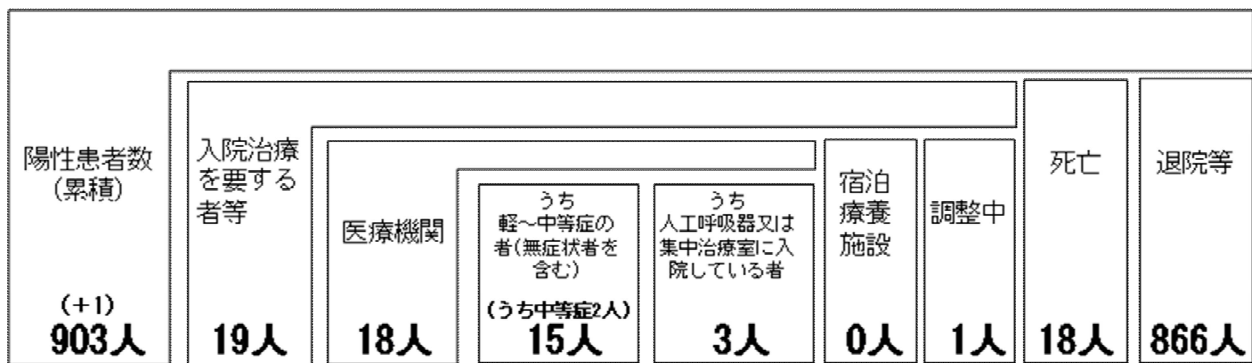 陽性患者数
(累積)
(+1)
903人
入院治療
を要する
者等
19人
医療機関
18人
うち
軽～中等症の
者(無症状者を
含む)
(うち中等症2人)
15人
うち
人工呼吸器又は
集中治療室に入
院している者
3人
宿泊
療養
施設
0人
調整中
1人
死亡
18人
退院等
866人